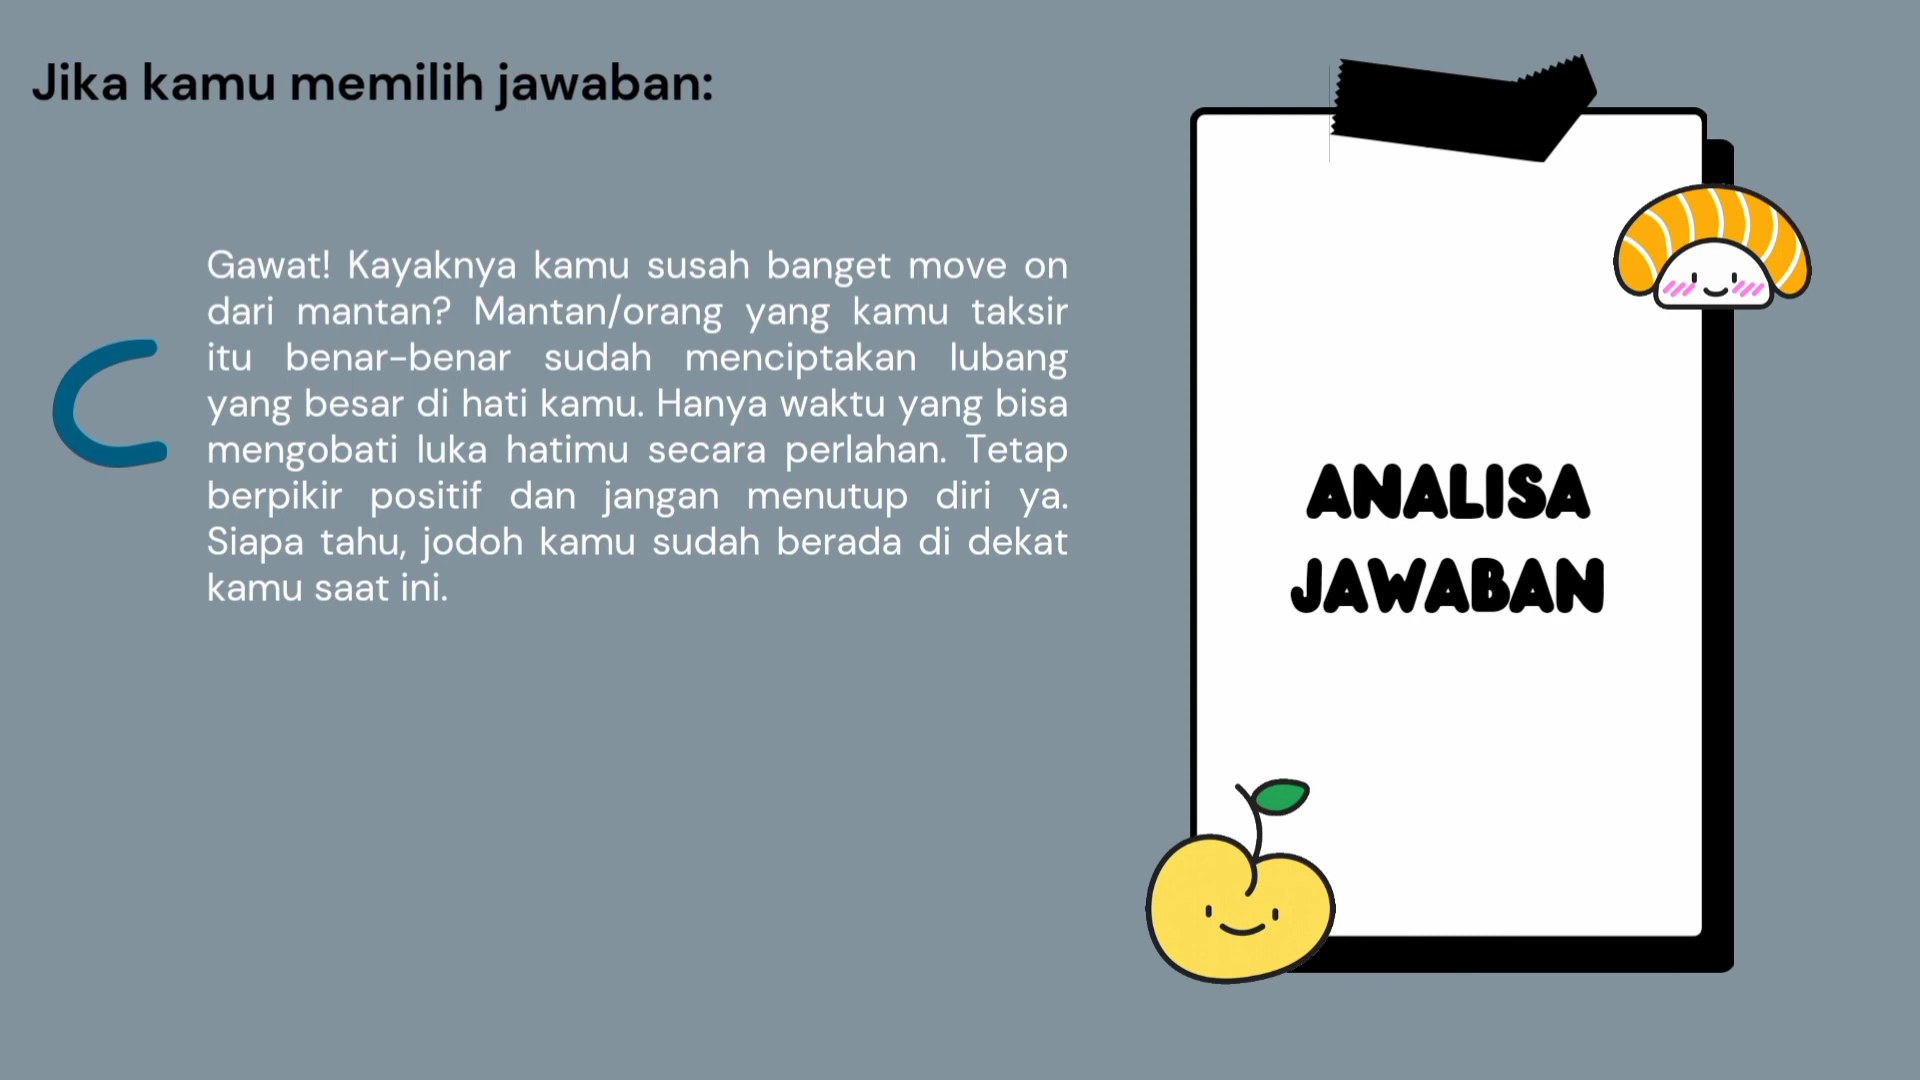 Jika kamu memilih jawaban:
C
Gawat! Kayaknya kamu susah banget move on
dari mantan? Mantan/orang yang kamu taksir
itu benar-benar sudah menciptakan lubang
yang besar di hati kamu. Hanya waktu yang bisa
mengobati luka hatimu secara perlahan. Tetap
berpikir positif dan jangan menutup diri ya.
Siapa tahu, jodoh kamu sudah berada di dekat
kamu saat ini.
ANALISA
JAWABAN